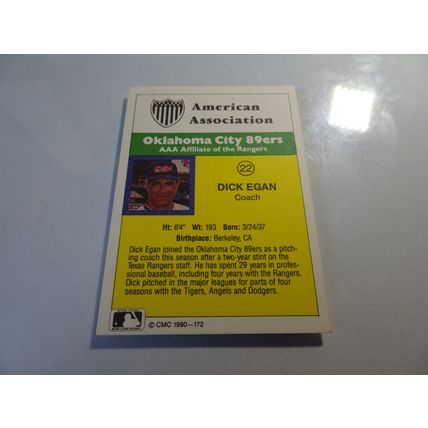 American
Association
Oklahoma City 89ers
AAA Affiliate of the Rangers
22
DICK EGAN
Coach
Ht: 6'4" Wt: 193 Born: 3/24/37
Birthplace: Berkeley, CA
Dick Egan joined the Oklahoma City 89ers as a pitch-
ing coach this season after a two-year stint on the
Texas Rangers staff. He has spent 29 years in profes-
sional baseball, including four years with the Rangers.
Dick pitched in the major leagues for parts of four
seasons with the Tigers, Angels and Dodgers.
© CMC 1990—172